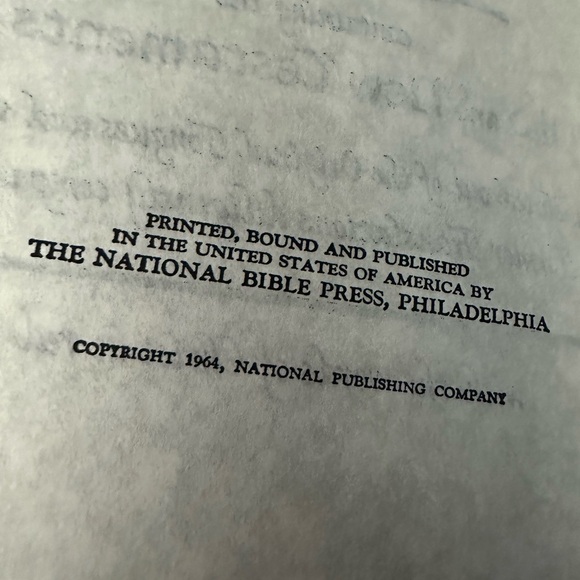 PRINTED, BOUND AND PUBLISHED
IN THE UNITED STATES OF AMERICA BY
THE NATIONAL BIBLE PRESS, PHILADELPHIA
COPYRIGHT 1964, NATIONAL PUBLISHING COMPANY